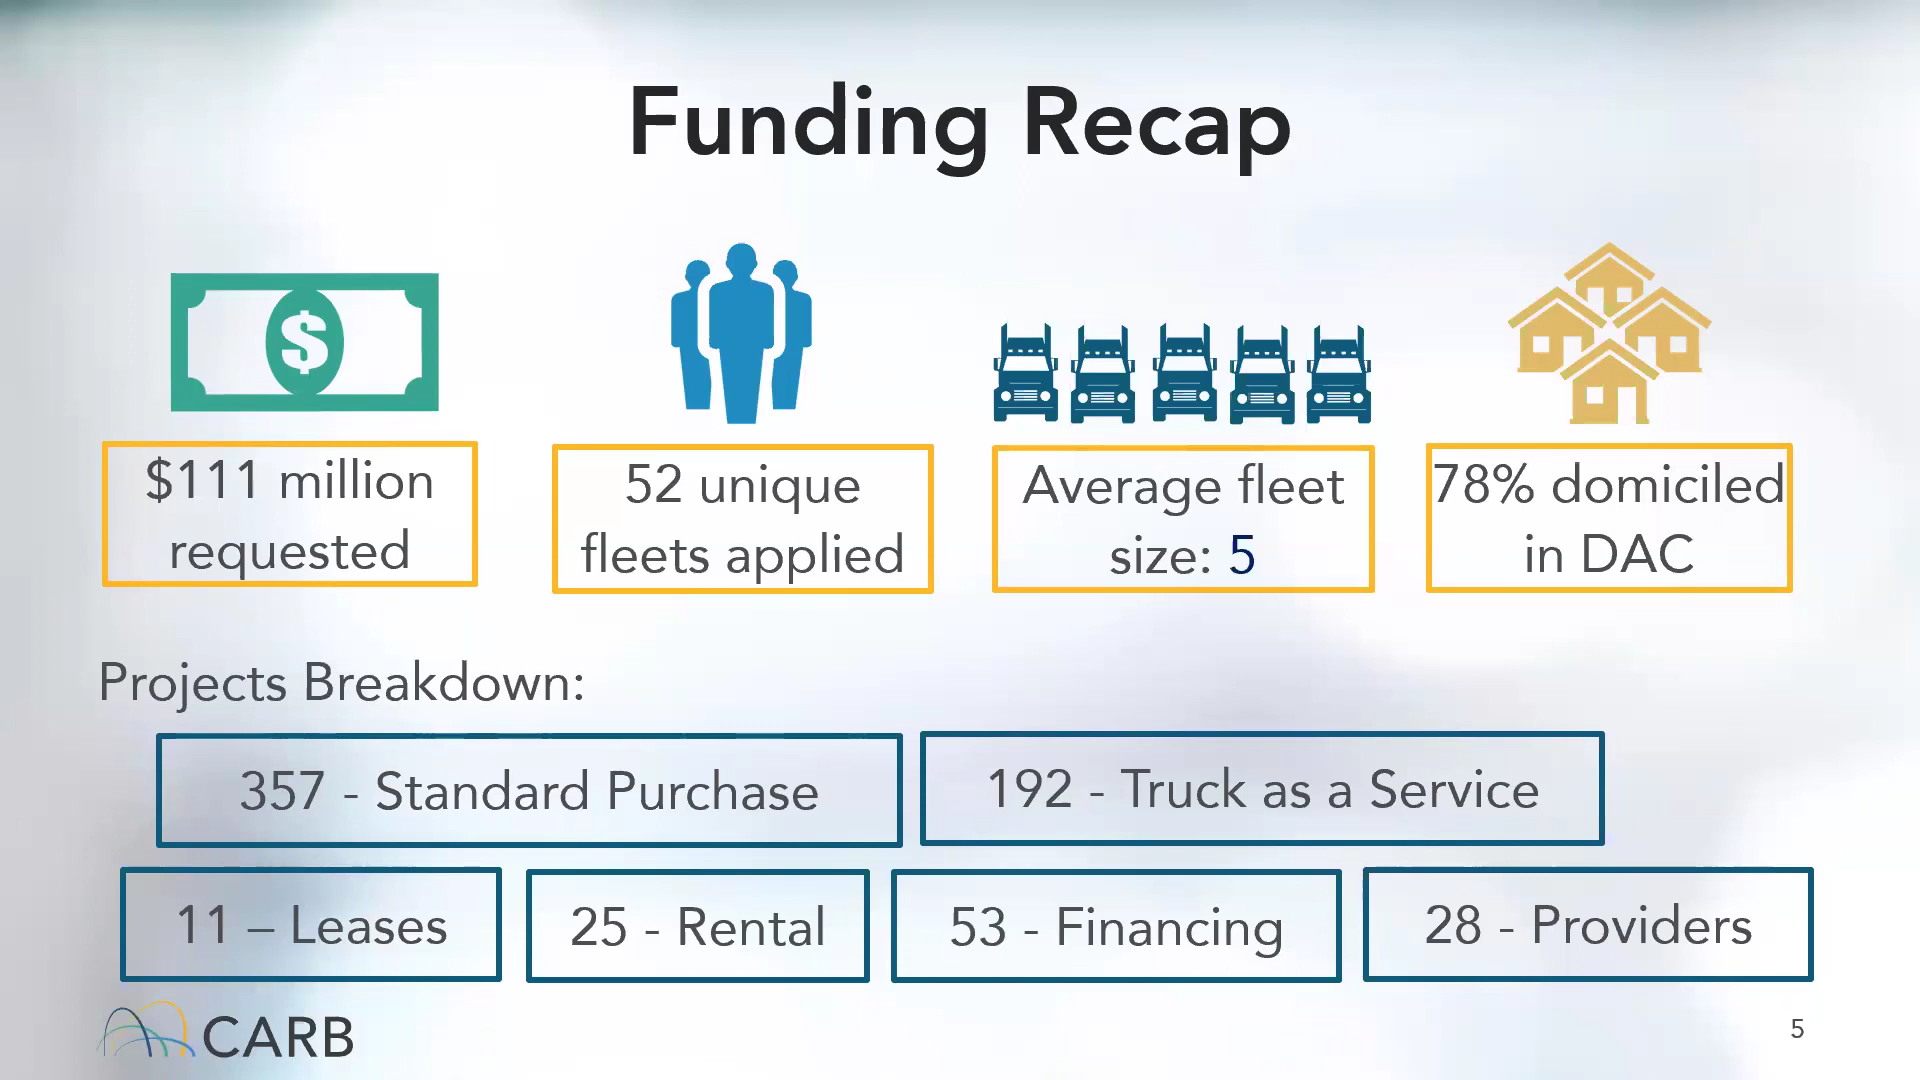 Funding Recap
$
$111 million
requested
52 unique
fleets applied
Average fleet
size: 5
78% domiciled
in DAC
Projects Breakdown:
357 - Standard Purchase
192 - Truck as a Service
11 – Leases
25 - Rental
53 - Financing
28 - Providers
CARB
5